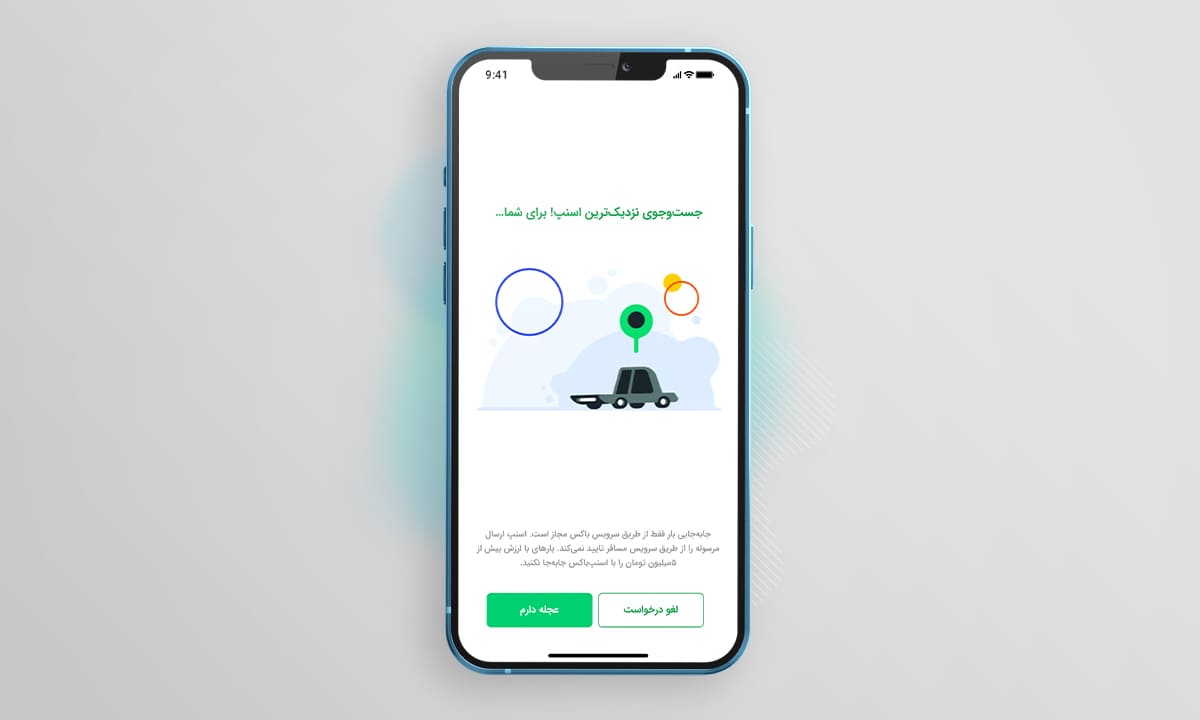 9:41
جست‌وجوی نزدیک‌ترین اسنپ! برای شما...
جابه‌جایی بار فقط از طریق سرویس باکس مجاز است. اسنپ ارسال
مرسوله را از طریق سرویس مسافر تایید نمی‌کند. بارهای با ارزش بیش از
۵میلیون تومان را با اسنپ‌باکس جابه‌جا نکنید.
لغو درخواست
عجله دارم